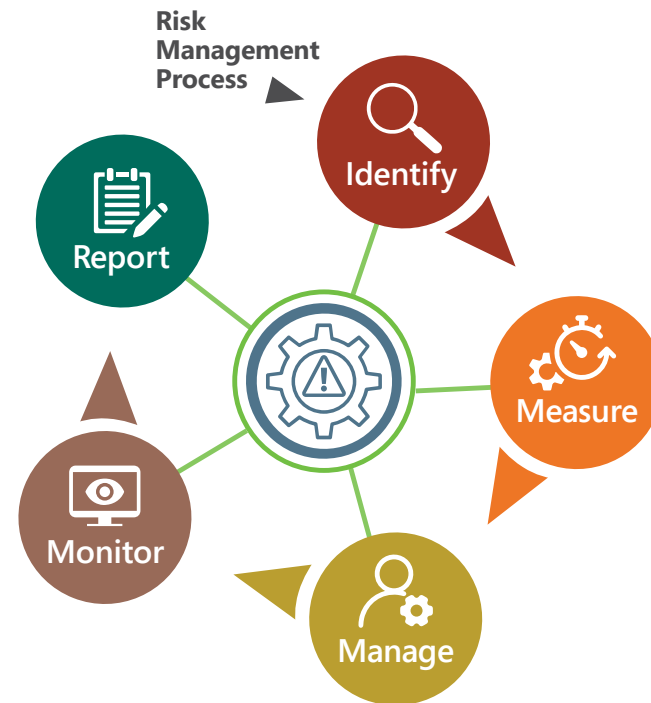 Risk
Management
Process
Identify
Measure
Manage
Monitor
Report